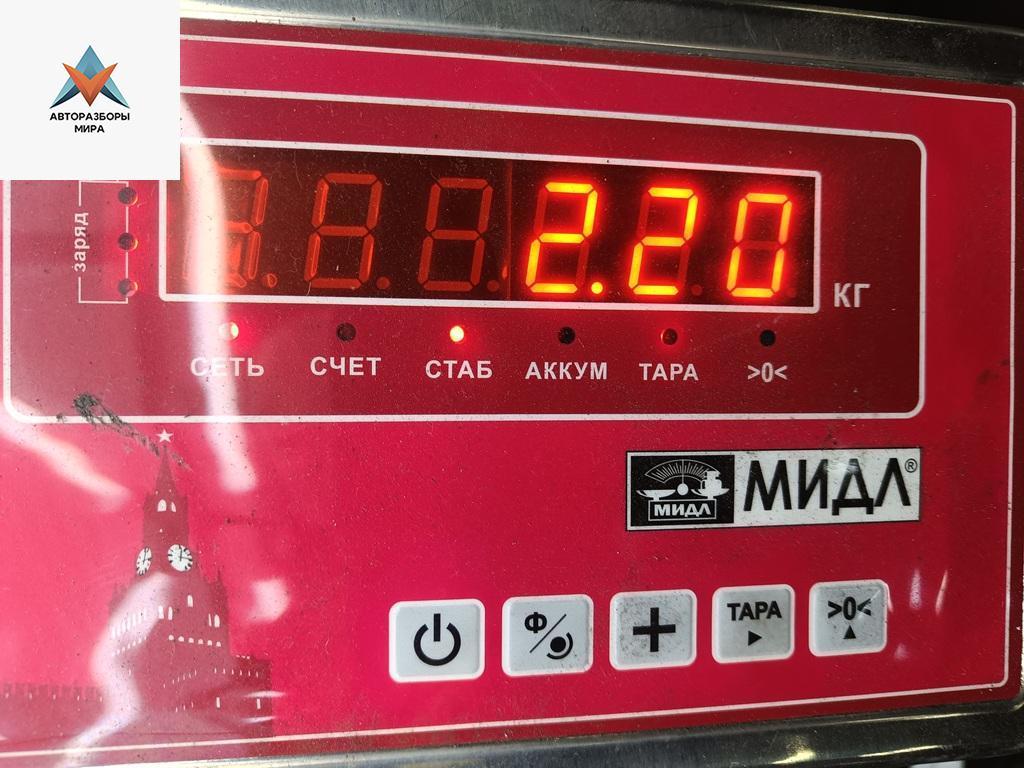 АВТОРАЗБОРЫ
МИРА
заряд
2.20
КГ
СЕТЬ СЧЕТ СТАБ АККУМ ТАРА >0<
МИДЛ МИДЛ®
Ф ТАРА >0<